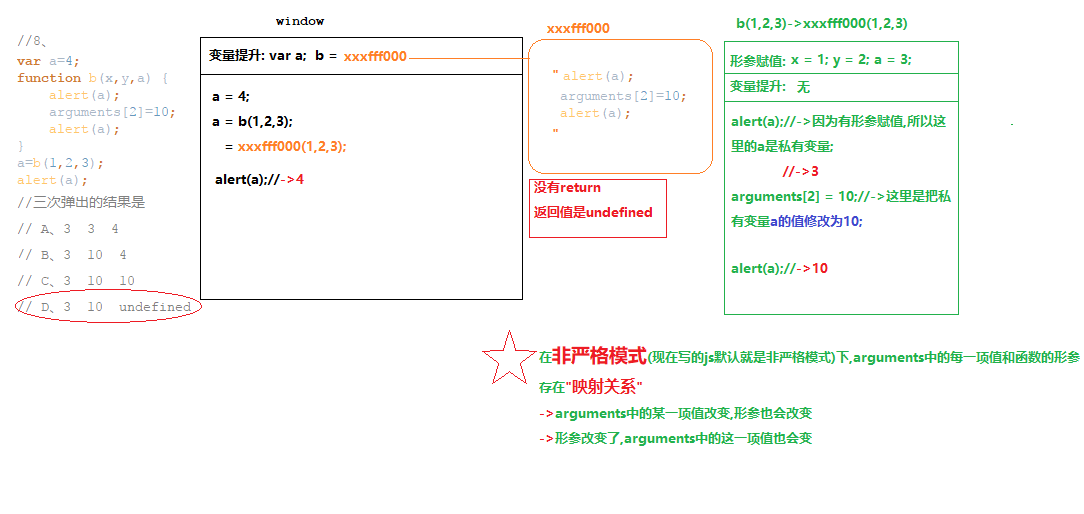 //8、
var a=4;
function b(x,y,a) {
alert(a);
arguments[2]=10;
alert(a);
}
a=b(1,2,3);
alert(a);
//三次弹出的结果是
// A、3 3 4
// B、3 10 4
// C、3 10 10
// D、3 10 undefined
window
变量提升: var a; b = xxxfff000
a = 4;
a = b(1,2,3);
= xxxfff000(1,2,3);
alert(a);//->4
xxxfff000
" alert(a);
arguments[2]=10;
alert(a);
"
没有return
返回值是undefined
b(1,2,3)->xxxfff000(1,2,3)
形参赋值: x = 1; y = 2; a = 3;
变量提升: 无
alert(a);//->因为有形参赋值,所以这
里的a是私有变量;
//->3
arguments[2] = 10;//->这里是把私
有变量a的值修改为10;
alert(a);//->10
在非严格模式(现在写的js默认就是非严格模式)下,arguments中的每一项值和函数的形参
存在"映射关系"
->arguments中的某一项值改变,形参也会改变
->形参改变了,arguments中的这一项值也会变